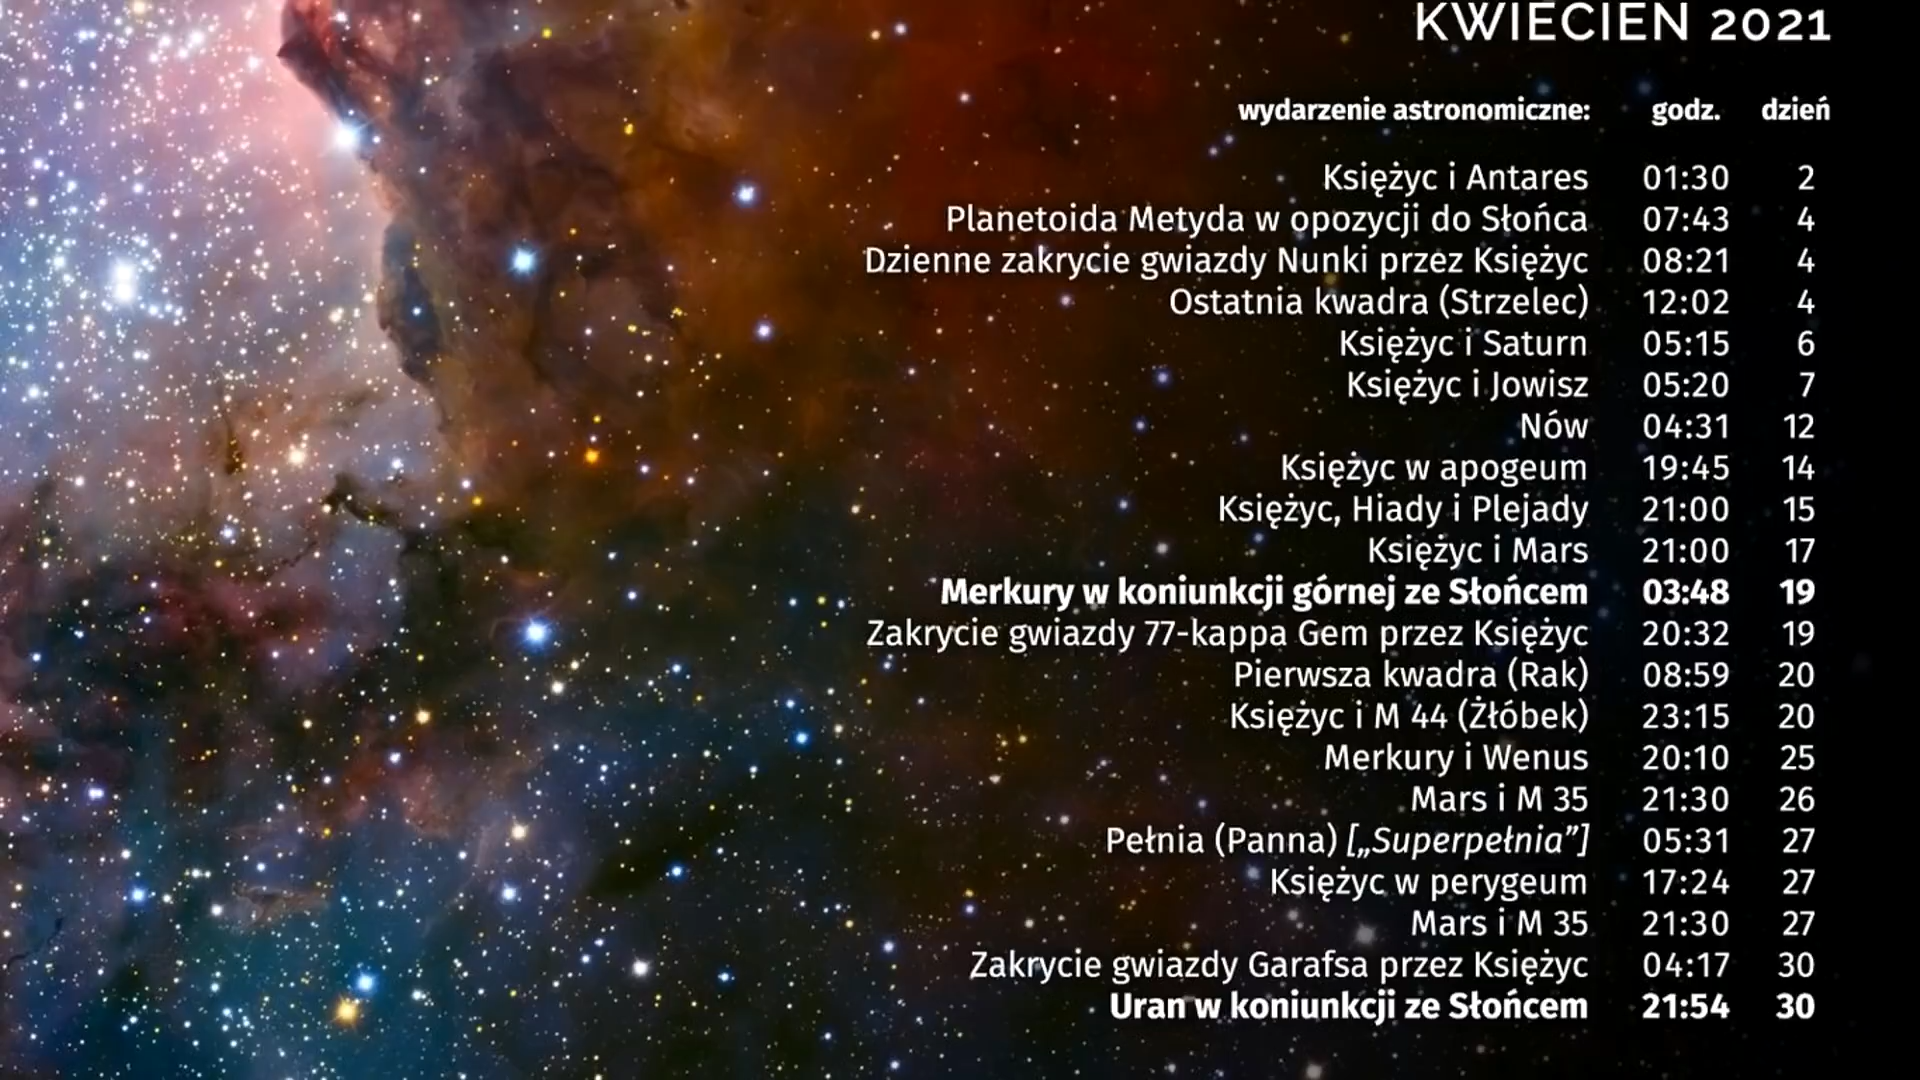 KWIECIEŃ 2021
wydarzenie astronomiczne: godz. dzień
Księżyc i Antares 01:30 2
Planetoida Metyda w opozycji do Słońca 07:43 4
Dzienne zakrycie gwiazdy Nunki przez Księżyc 08:21 4
Ostatnia kwadra (Strzelec) 12:02 4
Księżyc i Saturn 05:15 6
Księżyc i Jowisz 05:20 7
Nów 04:31 12
Księżyc w apogeum 19:45 14
Księżyc, Hiady i Plejady 21:00 15
Księżyc i Mars 21:00 17
Merkury w koniunkcji górnej ze Słońcem 03:48 19
Zakrycie gwiazdy 77-kappa Gem przez Księżyc 20:32 19
Pierwsza kwadra (Rak) 08:59 20
Księżyc i M 44 (Żłóbek) 23:15 20
Merkury i Wenus 20:10 25
Mars i M 35 21:30 26
Pełnia (Panna) [„Superpełnia”] 05:31 27
Księżyc w perygeum 17:24 27
Mars i M 35 21:30 27
Zakrycie gwiazdy Garafsa przez Księżyc 04:17 30
Uran w koniunkcji ze Słońcem 21:54 30